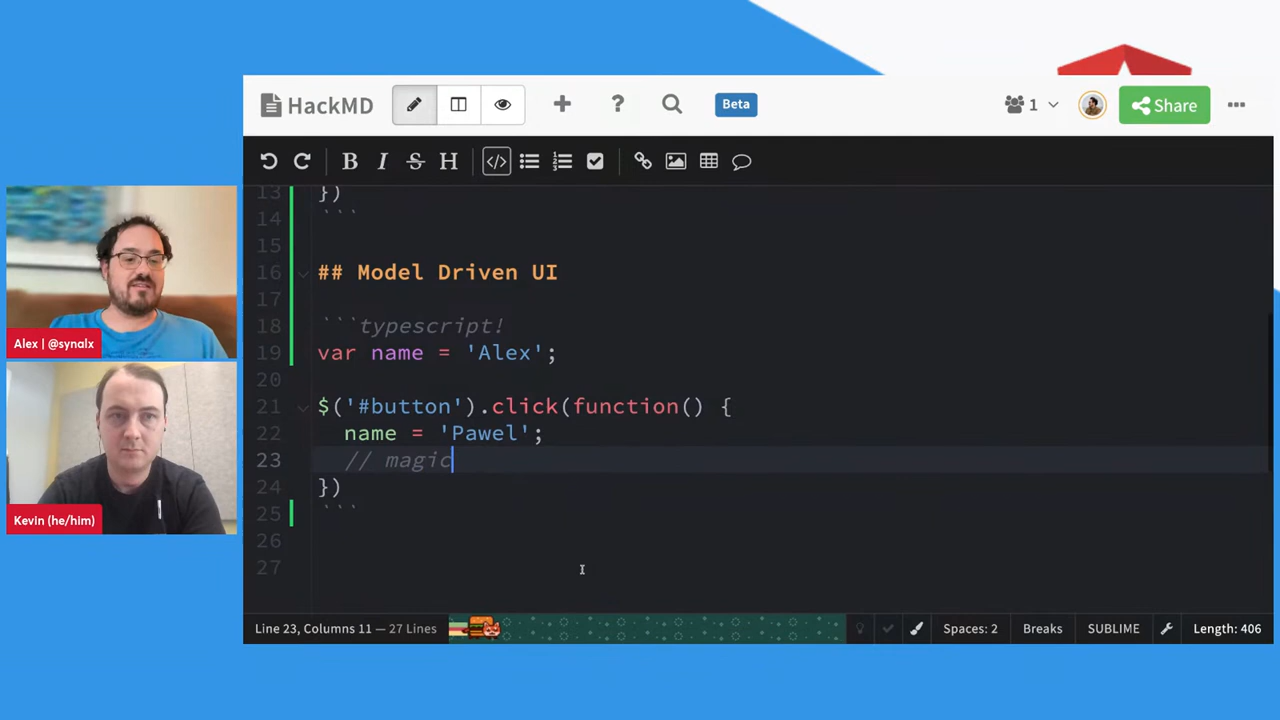 HackMD
Beta
1
Share
B I S H
13 })
14 ```
15
16 ## Model Driven UI
17
18 ```typescript!
19 var name = 'Alex';
20
21 $('#button').click(function() {
22 name = 'Pawel';
23 // magic
24 })
25 ```
26
27
Line 23, Columns 11 — 27 Lines
Spaces: 2
Breaks
SUBLIME
Length: 406
Alex | @synalx
Kevin (he/him)